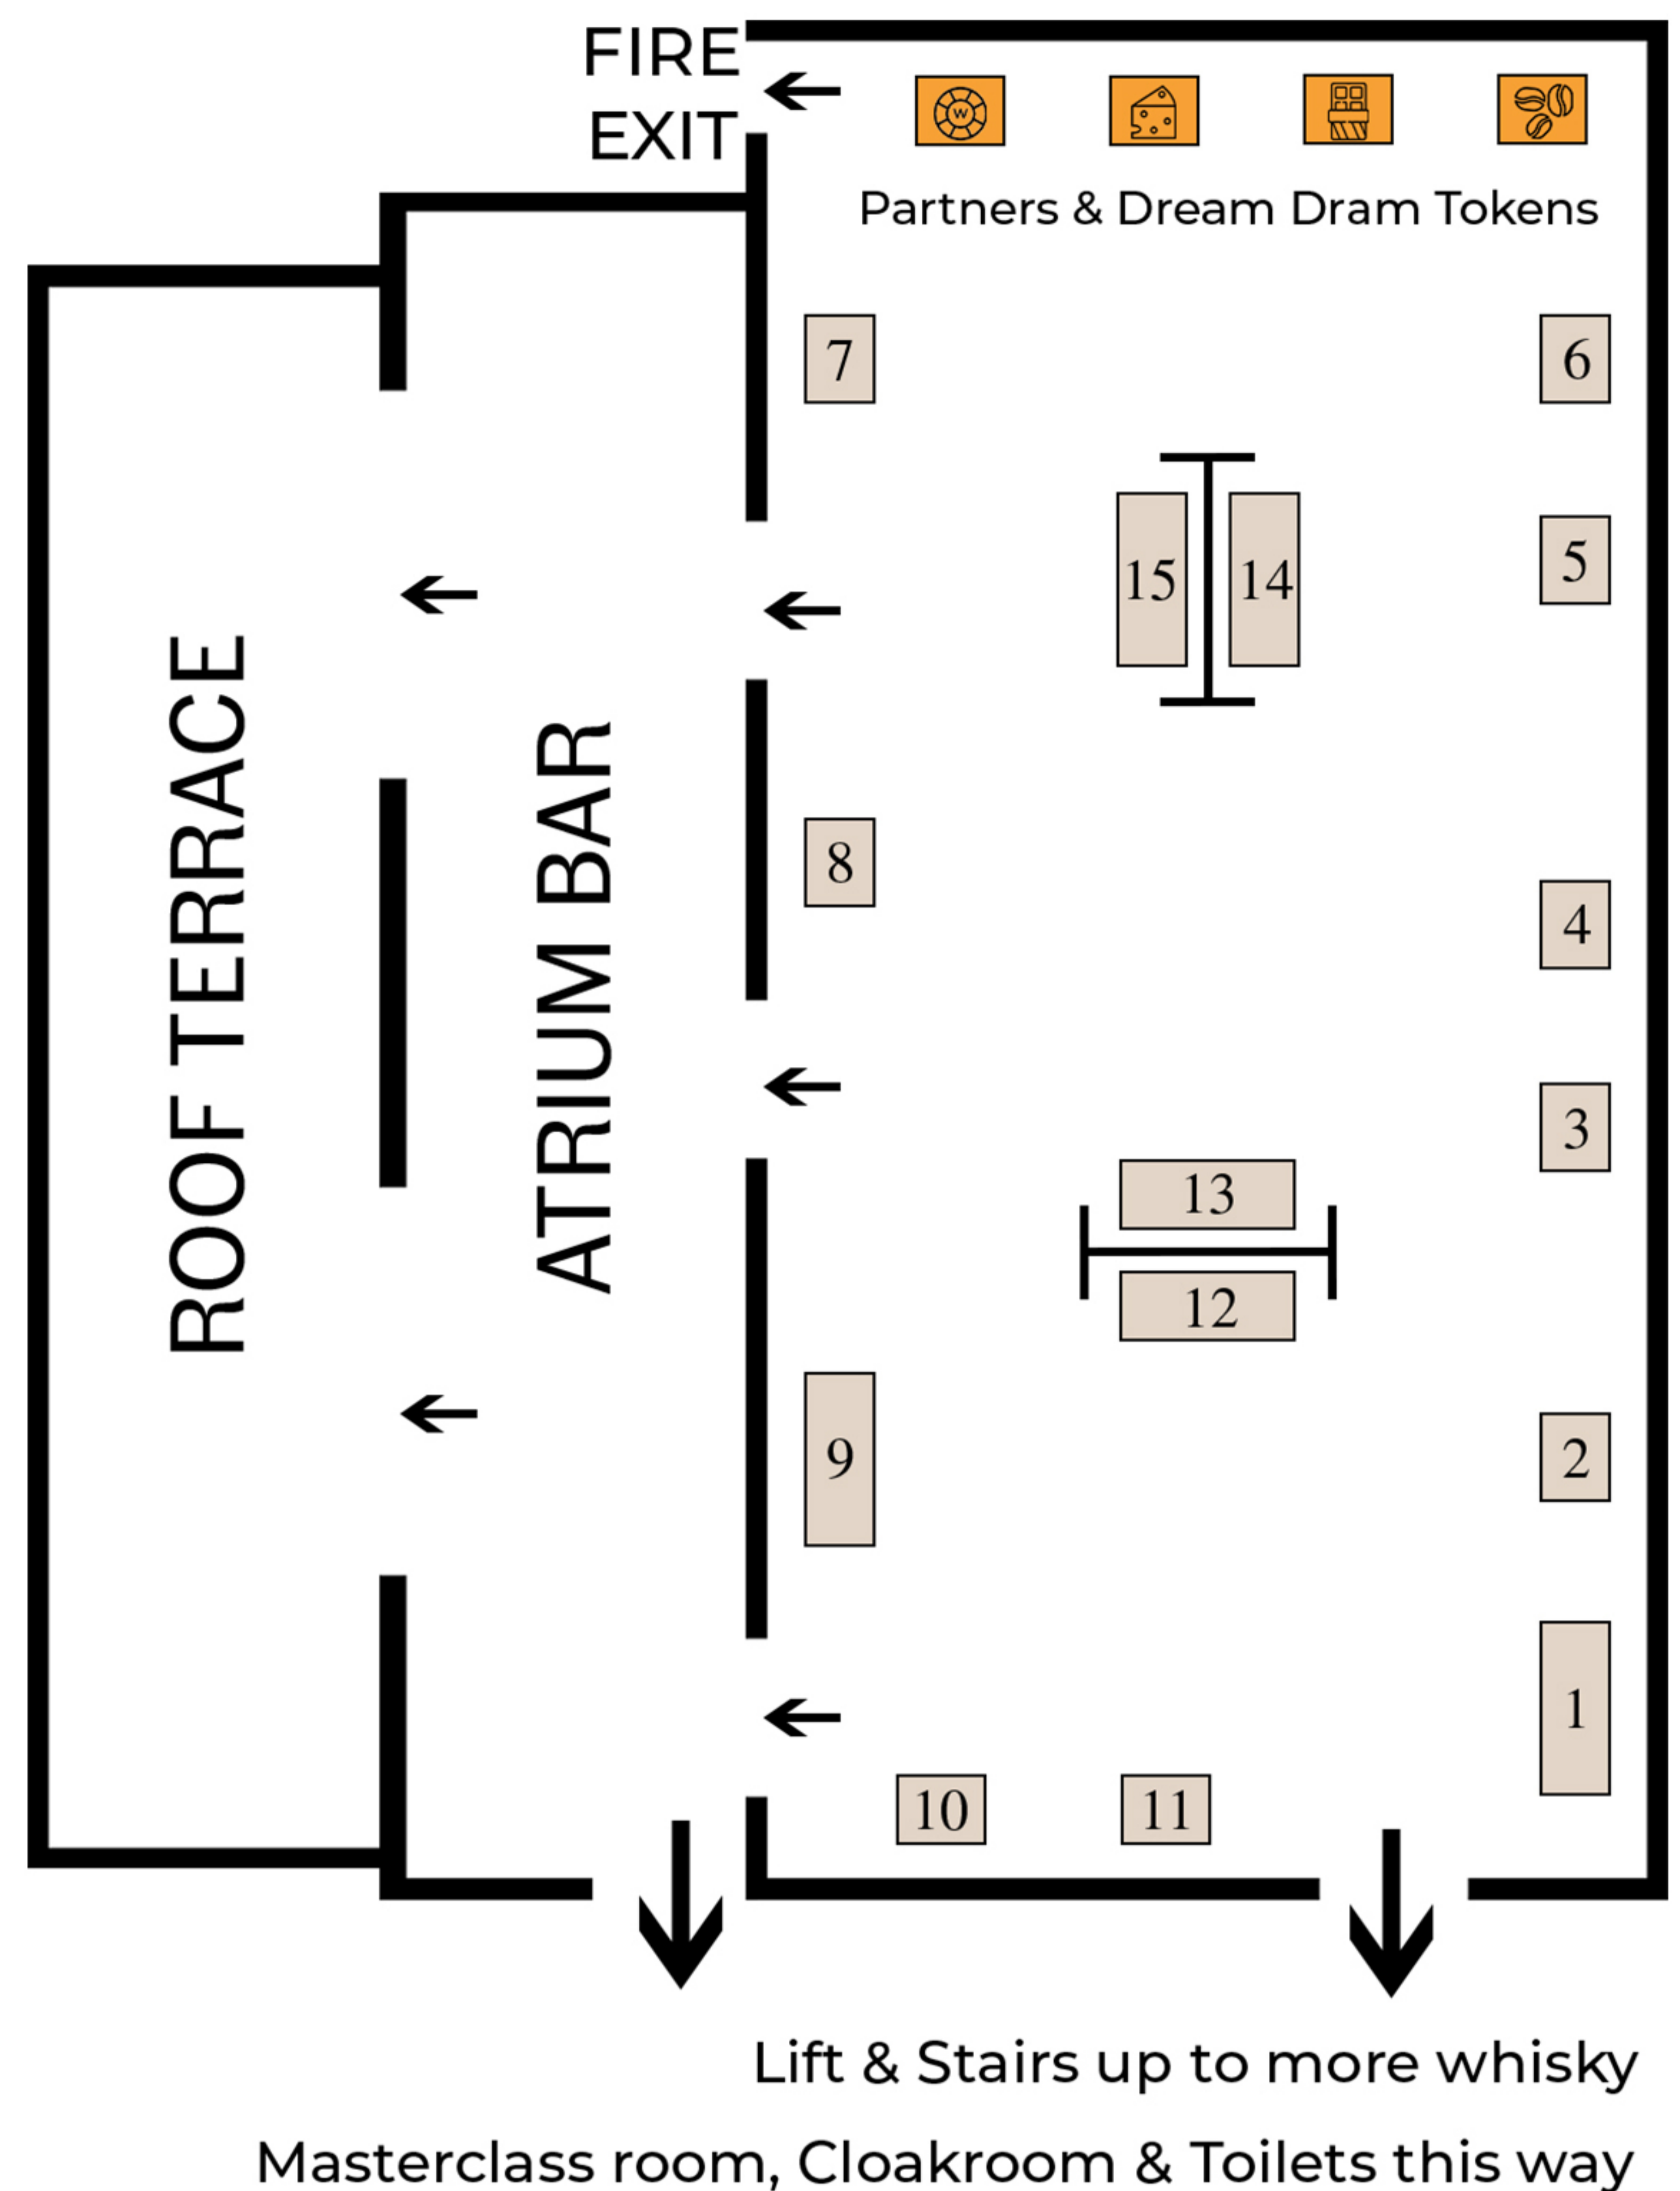 FIRE
EXIT
W
Partners & Dream Dram Tokens
7
6
15
14
5
8
4
3
13
12
9
2
1
10
11
ROOF TERRACE
ATRIUM BAR
Lift & Stairs up to more whisky
Masterclass room, Cloakroom & Toilets this way